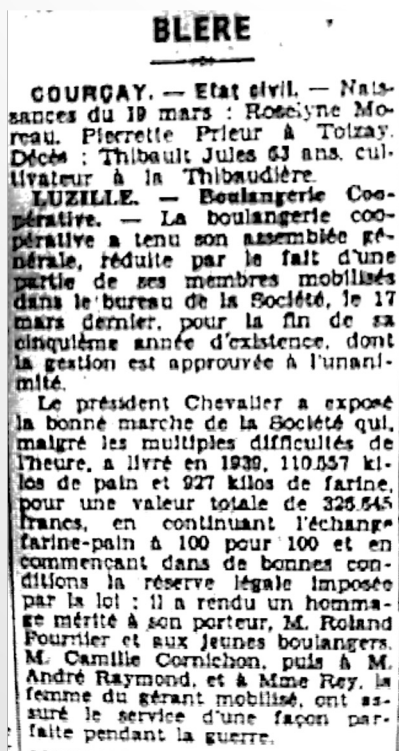 BLERE
COURÇAY. — Etat civil. — Nais-
sances du 19 mars : Roselyne Mo-
reau, Pierrette Prieur à Toizay.
Décès : Thibault Jules 63 ans, cul-
tivateur à la Thibaudière.
LUZILLE. — Boulangerie Coo-
pérative. — La boulangerie coo-
pérative a tenu son assemblée gé-
nérale, réduite par le fait d'une
partie de ses membres mobilisés
dans le bureau de la Société, le 17
mars dernier, pour la fin de sa
cinquième année d'existence, dont
la gestion est approuvée à l'unani-
mité.
Le président Chevalier a exposé
la bonne marche de la Société qui,
malgré les multiples difficultés de
l'heure, a livré en 1939, 110.557 ki-
los de pain et 927 kilos de farine,
pour une valeur totale de 326.645
francs, en continuant l'échange
farine-pain à 100 pour 100 et en
commençant dans de bonnes con-
ditions la réserve légale imposée
par la loi ; il a rendu un homma-
ge mérité à son porteur, M. Roland
Fournier et aux jeunes boulangers,
M. Camille Cornichon, puis à M.
André Raymond, et à Mme Rey, la
femme du gérant mobilisé, ont as-
suré le service d'une façon par-
faite pendant la guerre.